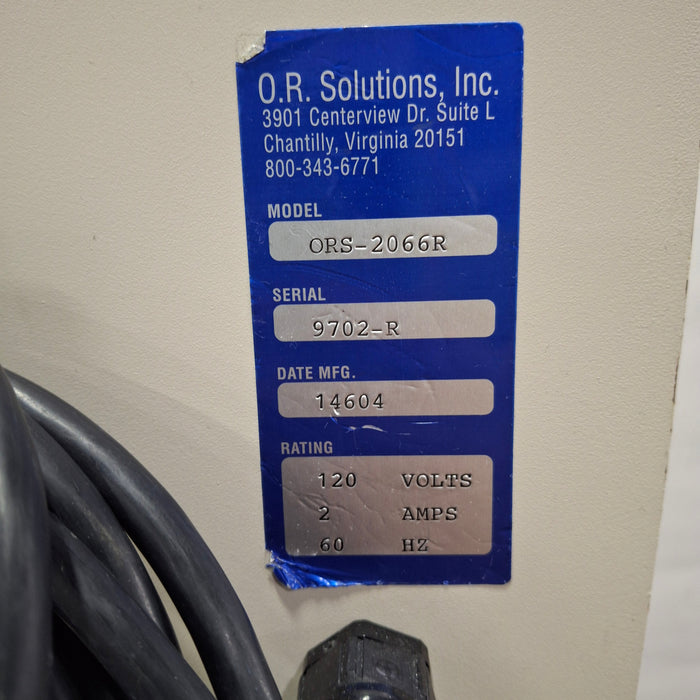 O.R. Solutions, Inc.
3901 Centerview Dr. Suite L
Chantilly, Virginia 20151
800-343-6771
MODEL
ORS-2066R
SERIAL
9702-R
DATE MFG.
14604
RATING
120 VOLTS
2 AMPS
60 HZ